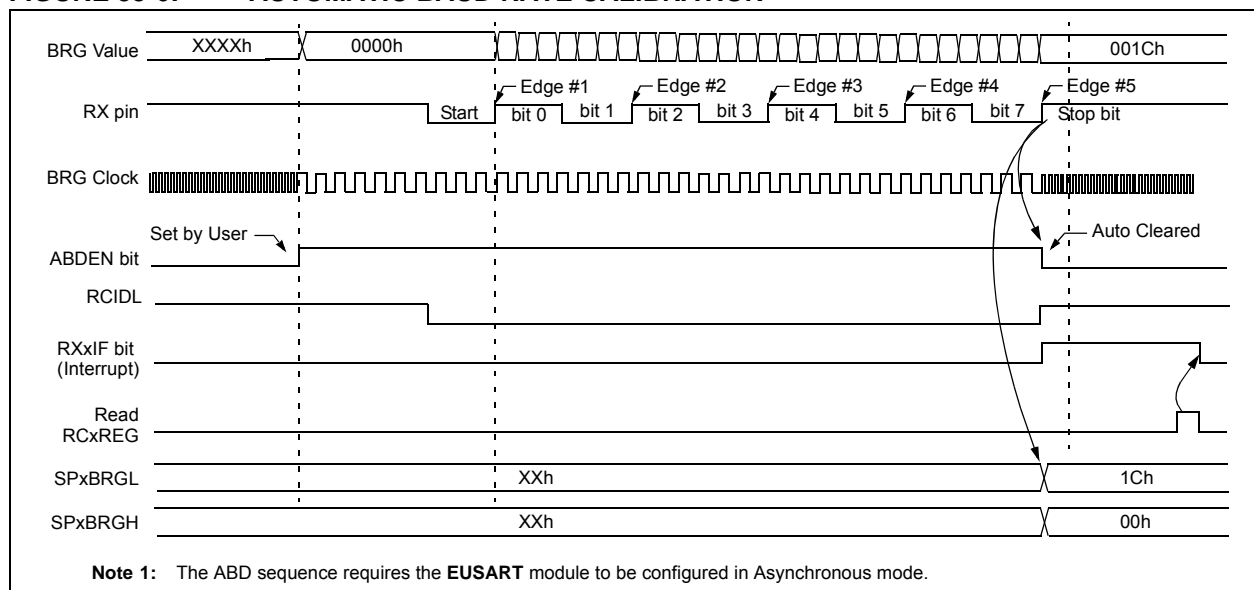 BRG Value XXXXh 0000h 001Ch
Edge #1 Edge #2 Edge #3 Edge #4 Edge #5
RX pin Start bit 0 bit 1 bit 2 bit 3 bit 4 bit 5 bit 6 bit 7 Stop bit
BRG Clock
Set by User Auto Cleared
ABDEN bit
RCIDL
RXxIF bit
(Interrupt)
Read
RCxREG
SPxBRGL XXh 1Ch
SPxBRGH XXh 00h
Note 1: The ABD sequence requires the EUSART module to be configured in Asynchronous mode.